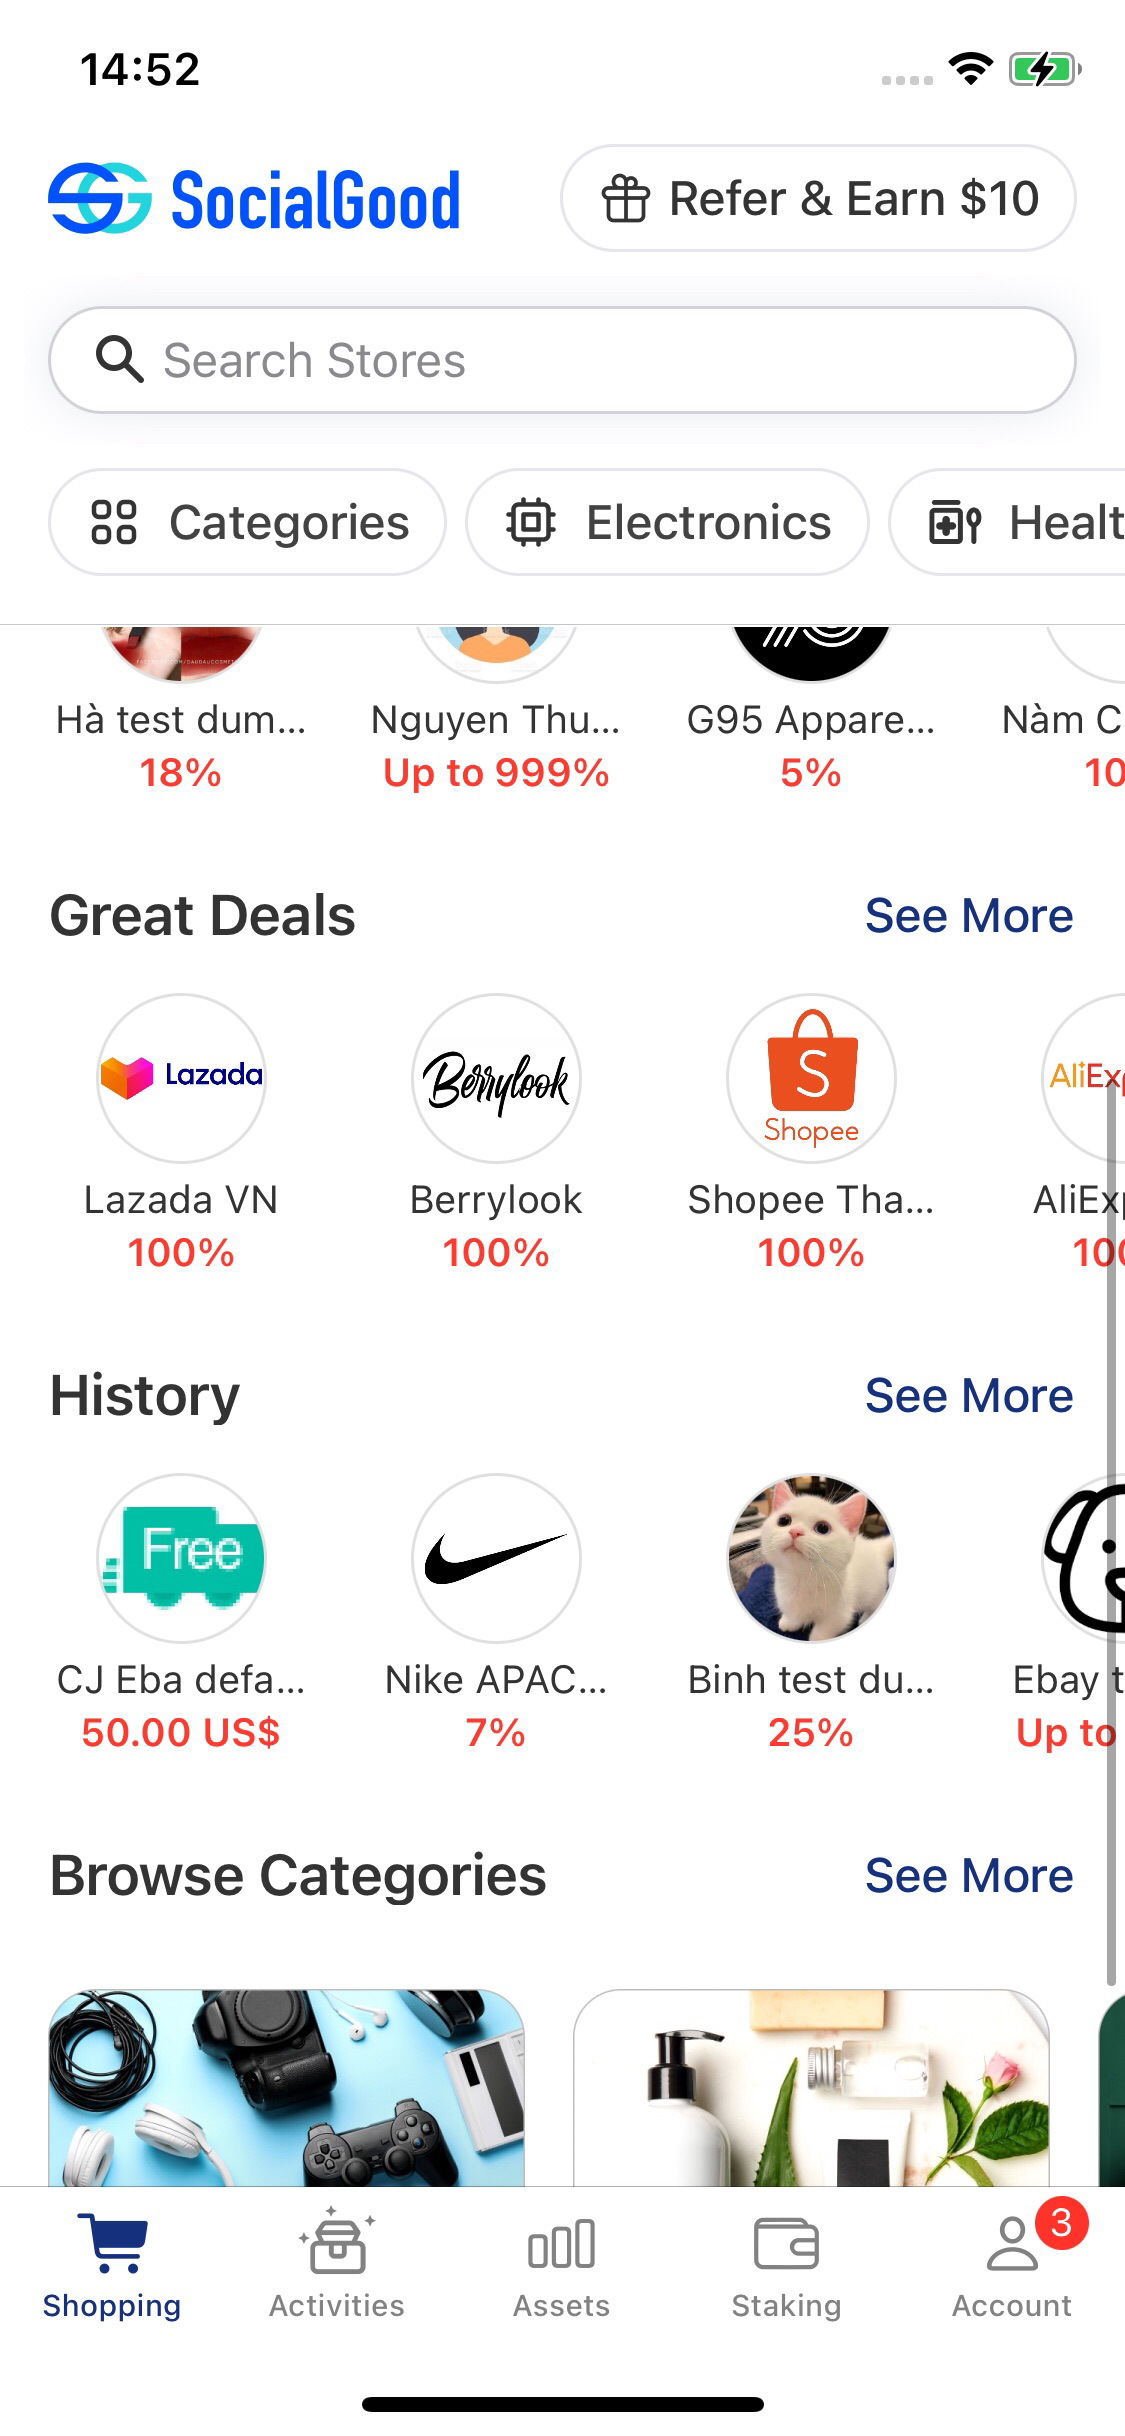 14:52
SocialGood
Refer & Earn $10
Search Stores
Categories
Electronics
Healt
Hà test dum...
Nguyen Thu...
G95 Appare...
Nàm C
18%
Up to 999%
5%
10
Great Deals
See More
Lazada
Berrylook
S
Shopee
AliExp
Lazada VN
Berrylook
Shopee Tha...
AliExp
100%
100%
100%
100
History
See More
Free
CJ Eba defa...
Nike APAC...
Binh test du...
Ebay t
50.00 US$
7%
25%
Up to
Browse Categories
See More
3
Shopping
Activities
Assets
Staking
Account